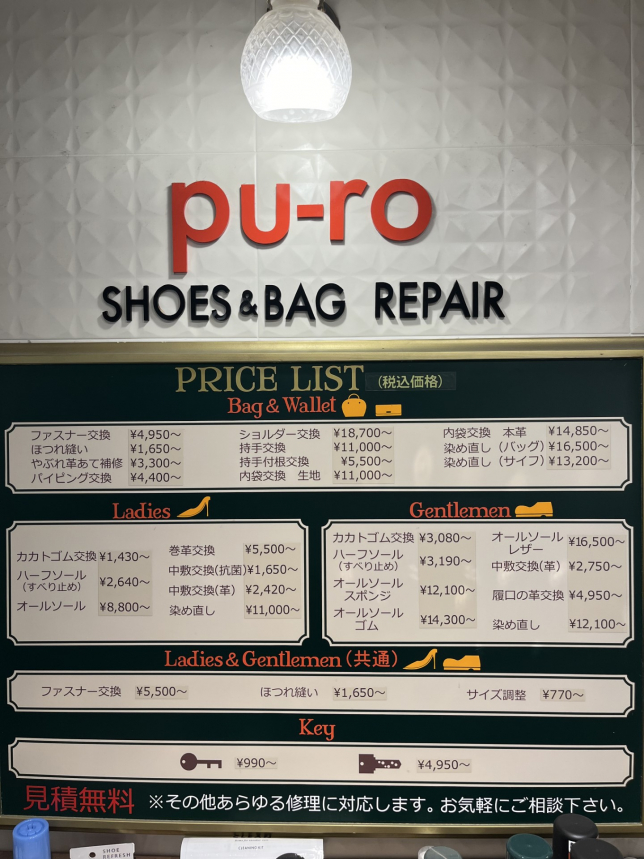 pu-ro
SHOES & BAG REPAIR
PRICE LIST (税込価格)
Bag & Wallet
ファスナー交換 ¥4,950〜
ほつれ縫い ¥1,650〜
やぶれ革あて補修 ¥3,300〜
パイピング交換 ¥4,400〜
ショルダー交換 ¥18,700〜
持手交換 ¥11,000〜
持手付根交換 ¥5,500〜
内袋交換 生地 ¥11,000〜
内袋交換 本革 ¥14,850〜
染め直し(バッグ) ¥16,500〜
染め直し(サイフ) ¥13,200〜
Ladies
カカトゴム交換 ¥1,430〜
ハーフソール
(すべり止め) ¥2,640〜
オールソール ¥8,800〜
巻革交換 ¥5,500〜
中敷交換(抗菌) ¥1,650〜
中敷交換(革) ¥2,420〜
染め直し ¥11,000〜
Gentlemen
カカトゴム交換 ¥3,080〜
ハーフソール
(すべり止め) ¥3,190〜
オールソール
スポンジ ¥12,100〜
オールソール
ゴム ¥14,300〜
オールソール
レザー ¥16,500〜
中敷交換(革) ¥2,750〜
履口の革交換 ¥4,950〜
染め直し ¥12,100〜
Ladies & Gentlemen (共通)
ファスナー交換 ¥5,500〜
ほつれ縫い ¥1,650〜
サイズ調整 ¥770〜
Key
¥990〜
¥4,950〜
見積無料 ※その他あらゆる修理に対応します。お気軽にご相談下さい。
SHOE
REFRESH